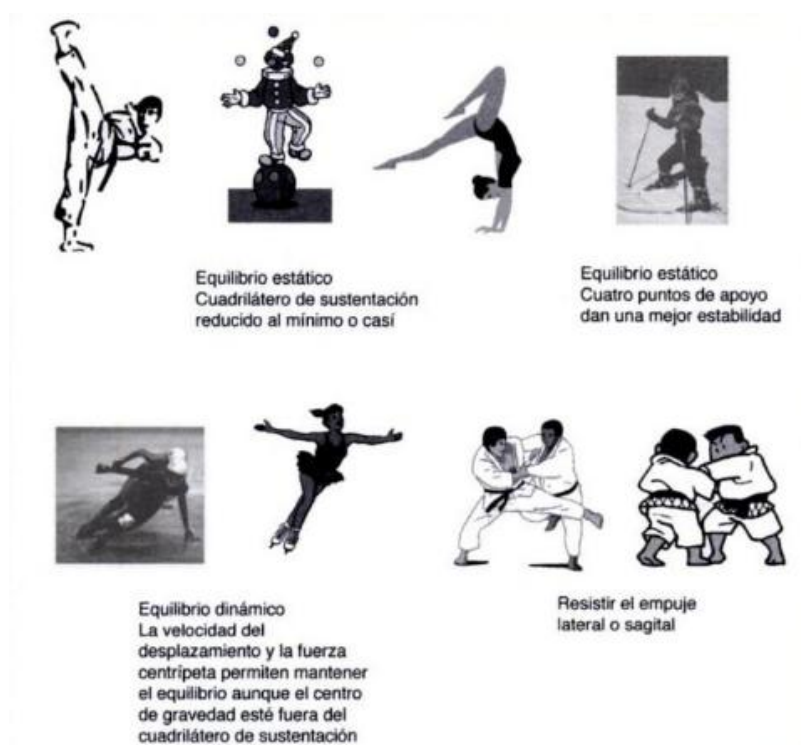 Equilibrio estático
Cuadrilátero de sustentación
reducido al mínimo o casí
Equilibrio estático
Cuatro puntos de apoyo
dan una mejor estabilidad
Equilibrio dinámico
La velocidad del
desplazamiento y la fuerza
centrípeta permiten mantener
el equilibrio aunque el centro
de gravedad esté fuera del
cuadrilátero de sustentación
Resistir el empuje
lateral o sagital